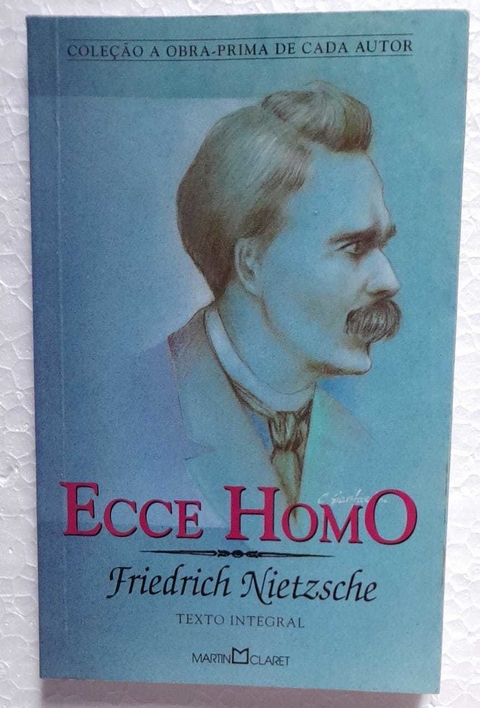 COLEÇÃO A OBRA-PRIMA DE CADA AUTOR
ECCE HOMO
Friedrich Nietzsche
TEXTO INTEGRAL
MARTIN CLARET